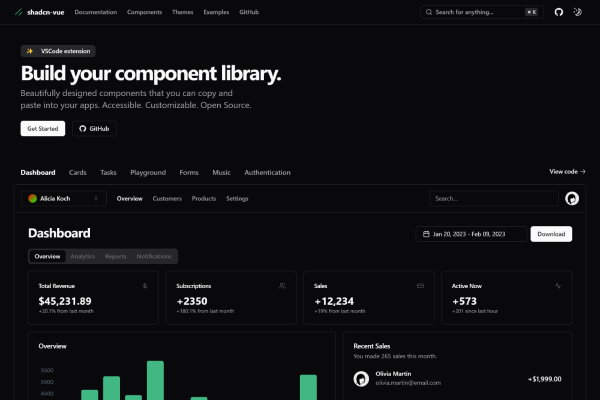 shadcn-vue Documentation Components Themes Examples GitHub Search for anything... ⌘ K
✨ VSCode extension
Build your component library.
Beautifully designed components that you can copy and
paste into your apps. Accessible. Customizable. Open Source.
Get Started GitHub
Dashboard Cards Tasks Playground Forms Music Authentication View code →
Alicia Koch Overview Customers Products Settings Search...
Dashboard Jan 20, 2023 - Feb 09, 2023 Download
Overview Analytics Reports Notifications
Total Revenue $ Subscriptions Sales Active Now
$45,231.89 +2350 +12,234 +573
+20.1% from last month +180.1% from last month +19% from last month +201 since last hour
Overview Recent Sales
You made 265 sales this month.
5500
5000
4500
Olivia Martin
olivia.martin@email.com
+$1,999.00